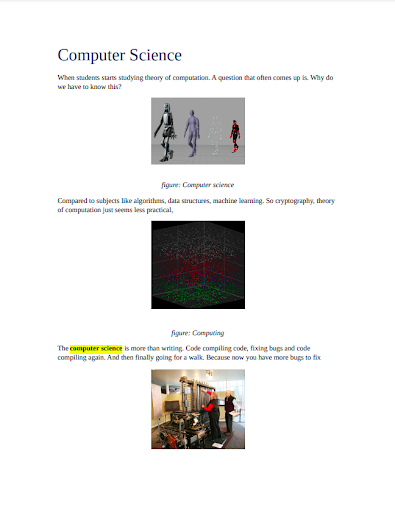 Computer Science
When students starts studying theory of computation. A question that often comes up is. Why do
we have to know this?
figure: Computer science
Compared to subjects like algorithms, data structures, machine learning. So cryptography, theory
of computation just seems less practical,
figure: Computing
The computer science is more than writing. Code compiling code, fixing bugs and code
compiling again. And then finally going for a walk. Because now you have more bugs to fix